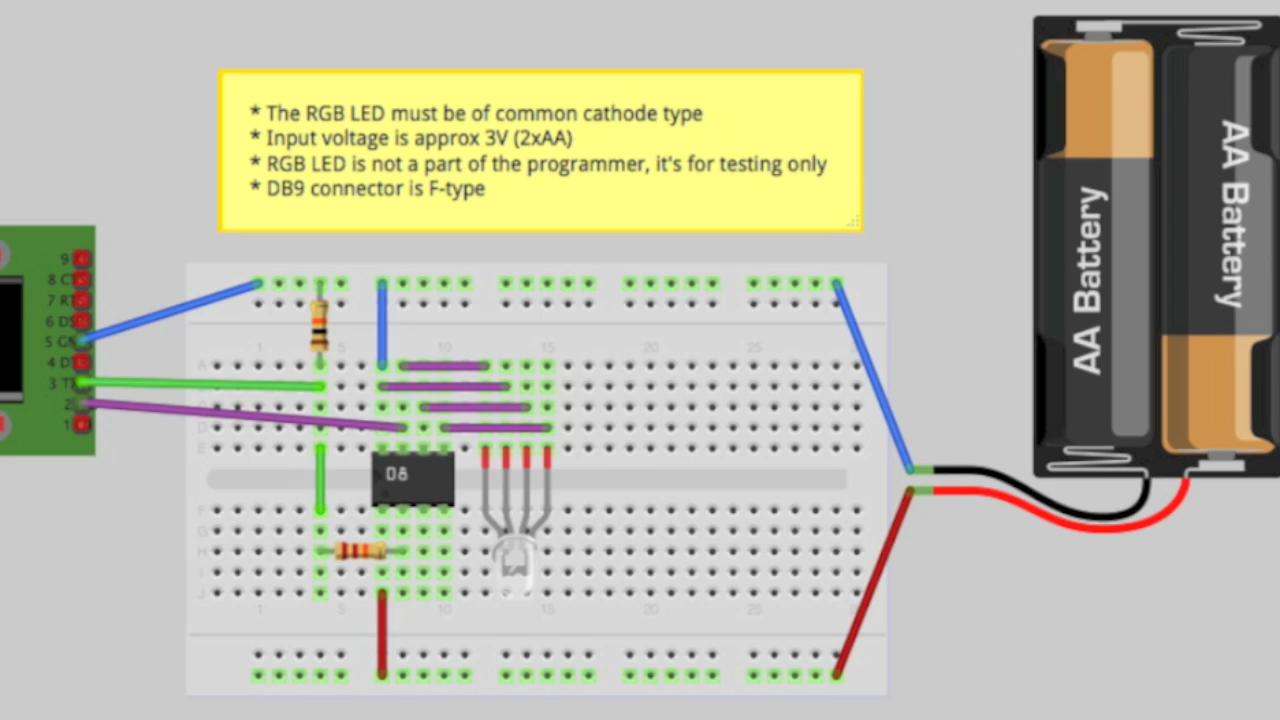 * The RGB LED must be of common cathode type
* Input voltage is approx 3V (2xAA)
* RGB LED is not a part of the programmer, it's for testing only
* DB9 connector is F-type
AA Battery
AA Battery
9
8 CT
7 RT
6 DS
5 G
4 D
3 T
2
1
1 5 10 15 20 25
A
D
E
D8
F
G
H
I
J
1 5 10 15 20 25